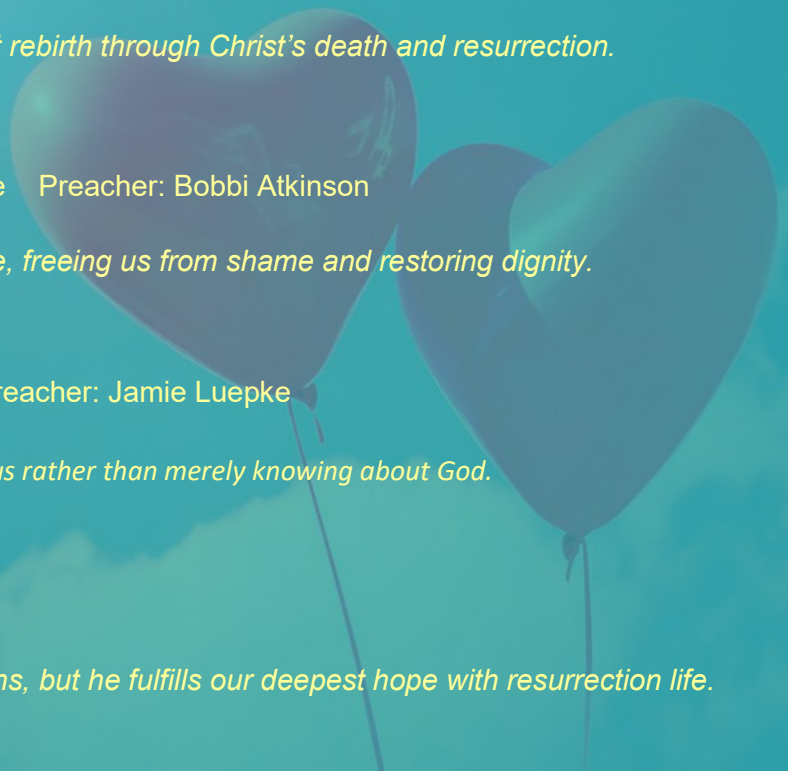 rebirth through Christ’s death and resurrection.
Preacher: Bobbi Atkinson
, freeing us from shame and restoring dignity.
reacher: Jamie Luepke
us rather than merely knowing about God.
ns, but he fulfills our deepest hope with resurrection life.